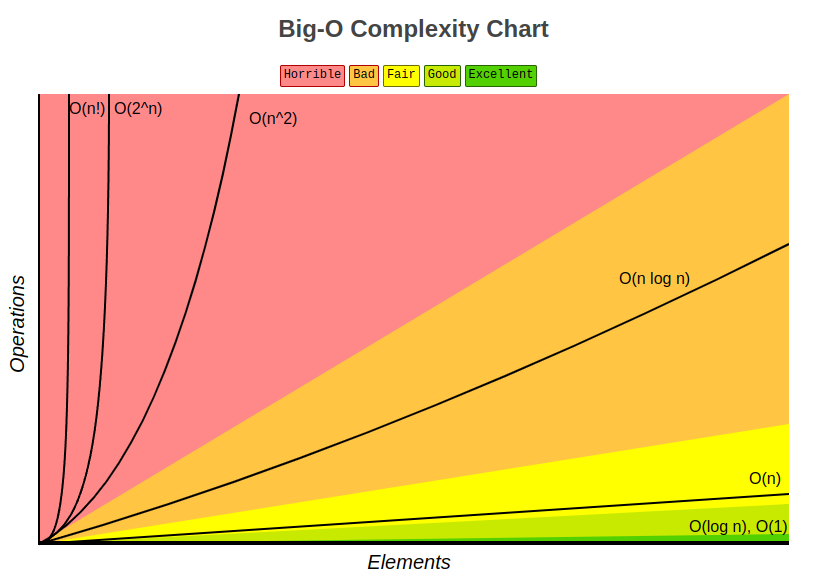 Big-O Complexity Chart
Horrible Bad Fair Good Excellent
O(n!) O(2^n)
O(n^2)
O(n log n)
Operations
O(n)
O(log n), O(1)
Elements